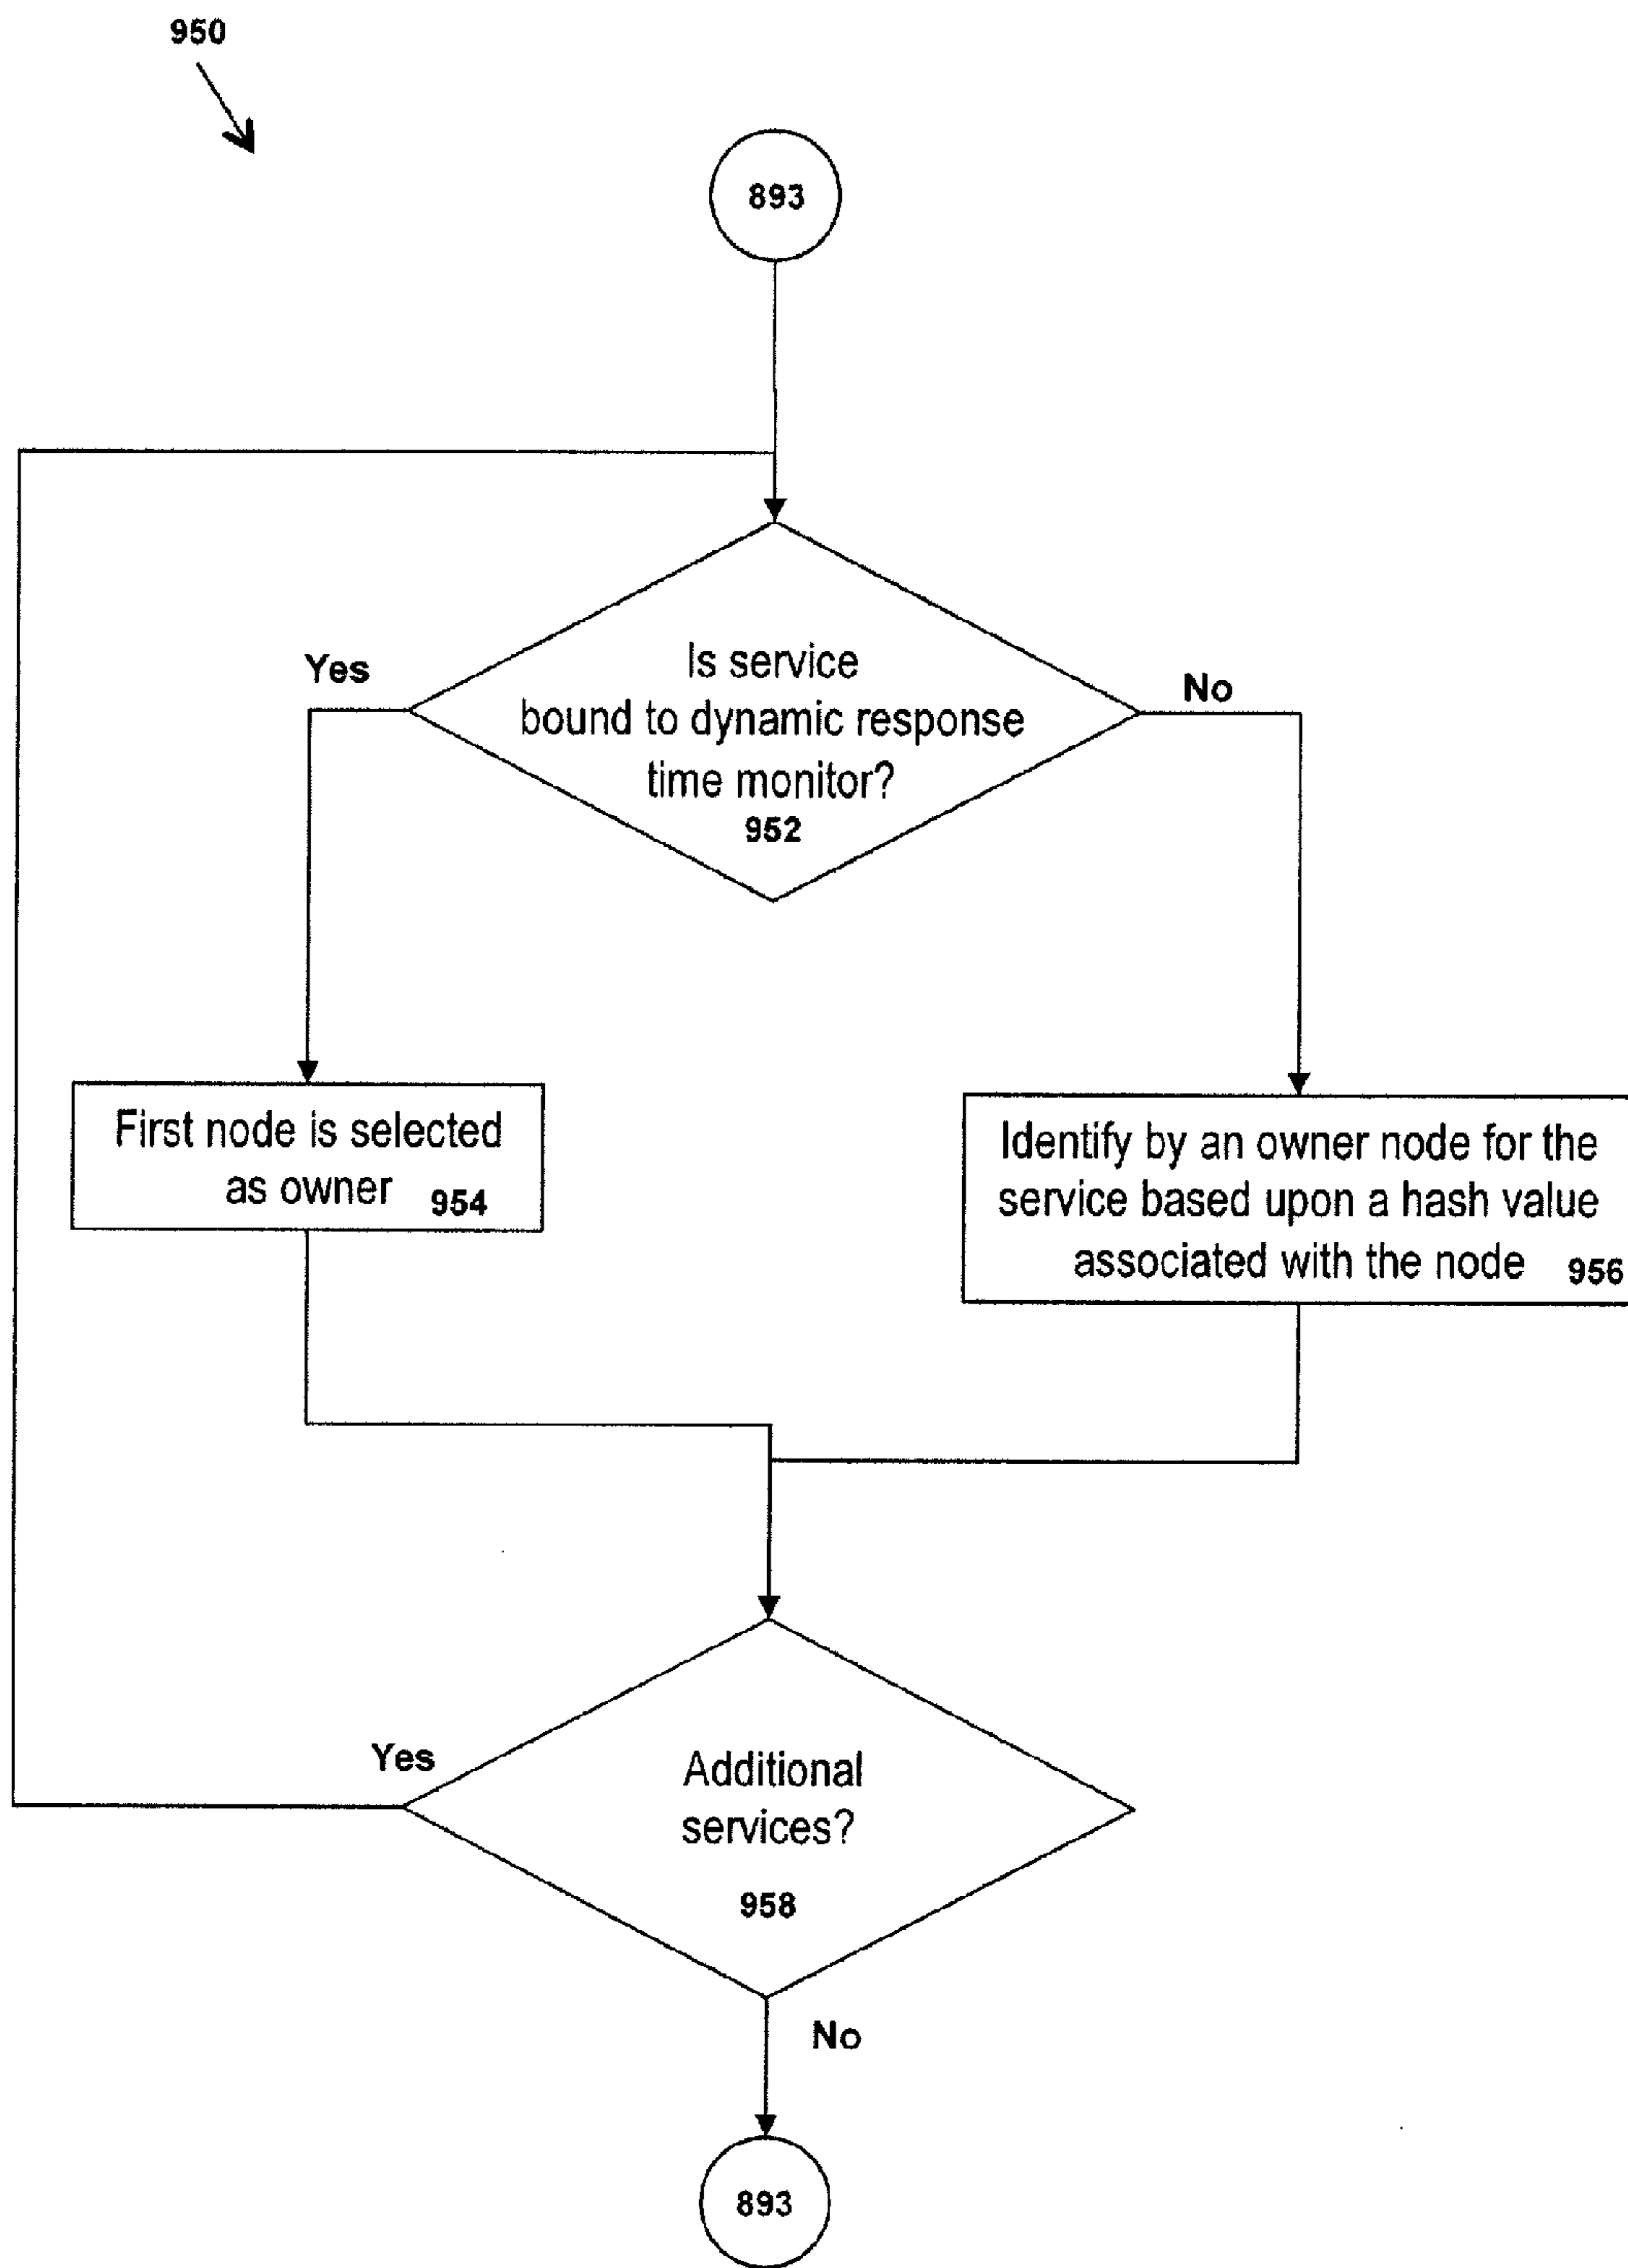 950
893
Yes
No
Is service
bound to dynamic response
time monitor?
952
First node is selected
as owner 954
Identify by an owner node for the
service based upon a hash value
associated with the node 956
Yes
Additional
services?
958
No
893